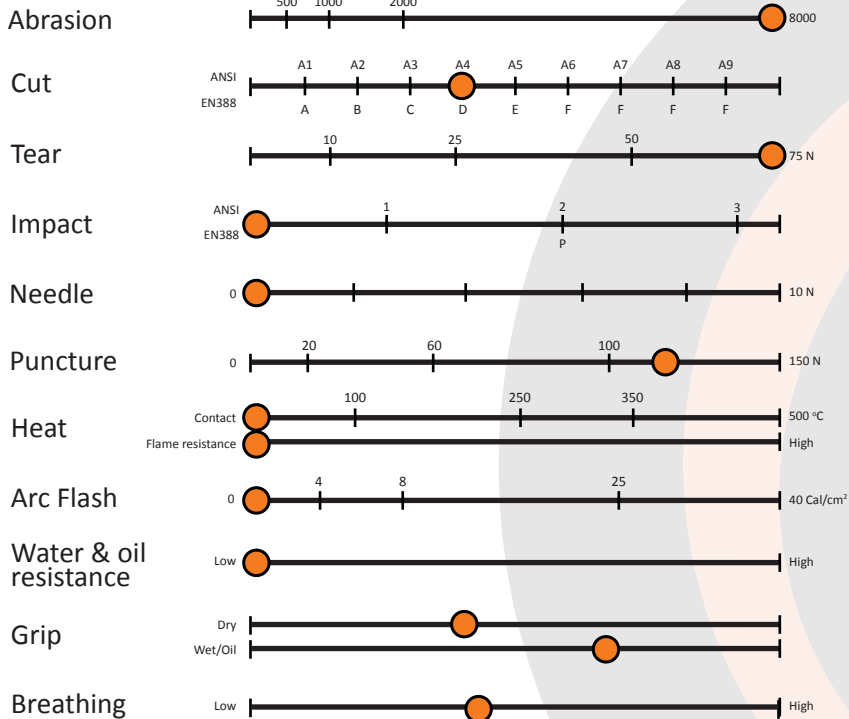 500 1000 2000
Abrasion 8000
A1 A2 A3 A4 A5 A6 A7 A8 A9
Cut ANSI
EN388
A B C D E F F F F
10 25 50
Tear 75 N
1 2 3
Impact ANSI
EN388
P
Needle 0 10 N
20 60 100
Puncture 0 150 N
100 250 350
Heat Contact 500 °C
Flame resistance High
4 8 25
Arc Flash 0 40 Cal/cm²
Water & oil
resistance Low High
Grip Dry
Wet/Oil
Breathing Low High